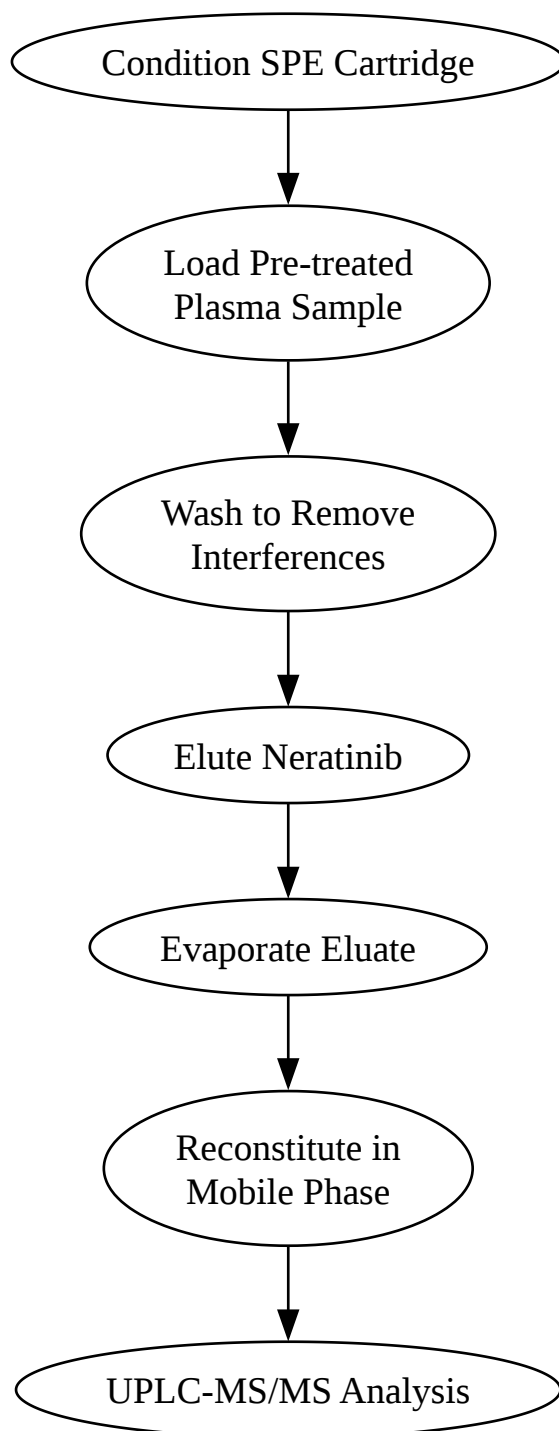 Condition SPE Cartridge
Load Pre-treated
Plasma Sample
Wash to Remove
Interferences
Elute Neratinib
Evaporate Eluate
Reconstitute in
Mobile Phase
UPLC-MS/MS Analysis